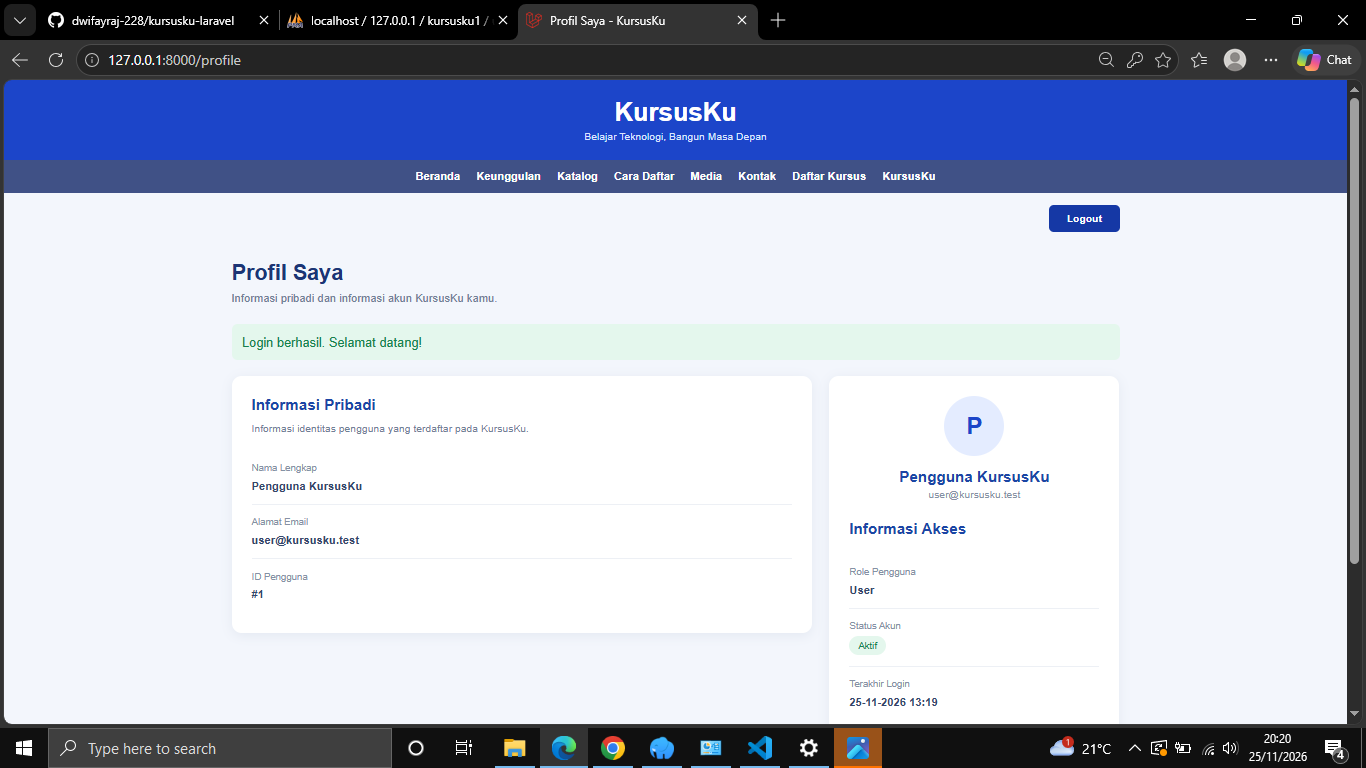 dwifayraj-228/kursusku-laravel
localhost / 127.0.0.1 / kursusku1 /
Profil Saya - KursusKu
127.0.0.1:8000/profile
Chat
KursusKu
Belajar Teknologi, Bangun Masa Depan
Beranda Keunggulan Katalog Cara Daftar Media Kontak Daftar Kursus KursusKu
Logout
Profil Saya
Informasi pribadi dan informasi akun KursusKu kamu.
Login berhasil. Selamat datang!
Informasi Pribadi
Informasi identitas pengguna yang terdaftar pada KursusKu.
Nama Lengkap
Pengguna KursusKu
Alamat Email
user@kursusku.test
ID Pengguna
#1
P
Pengguna KursusKu
user@kursusku.test
Informasi Akses
Role Pengguna
User
Status Akun
Aktif
Terakhir Login
25-11-2026 13:19
Type here to search
1
21°C
20:20
25/11/2026
4